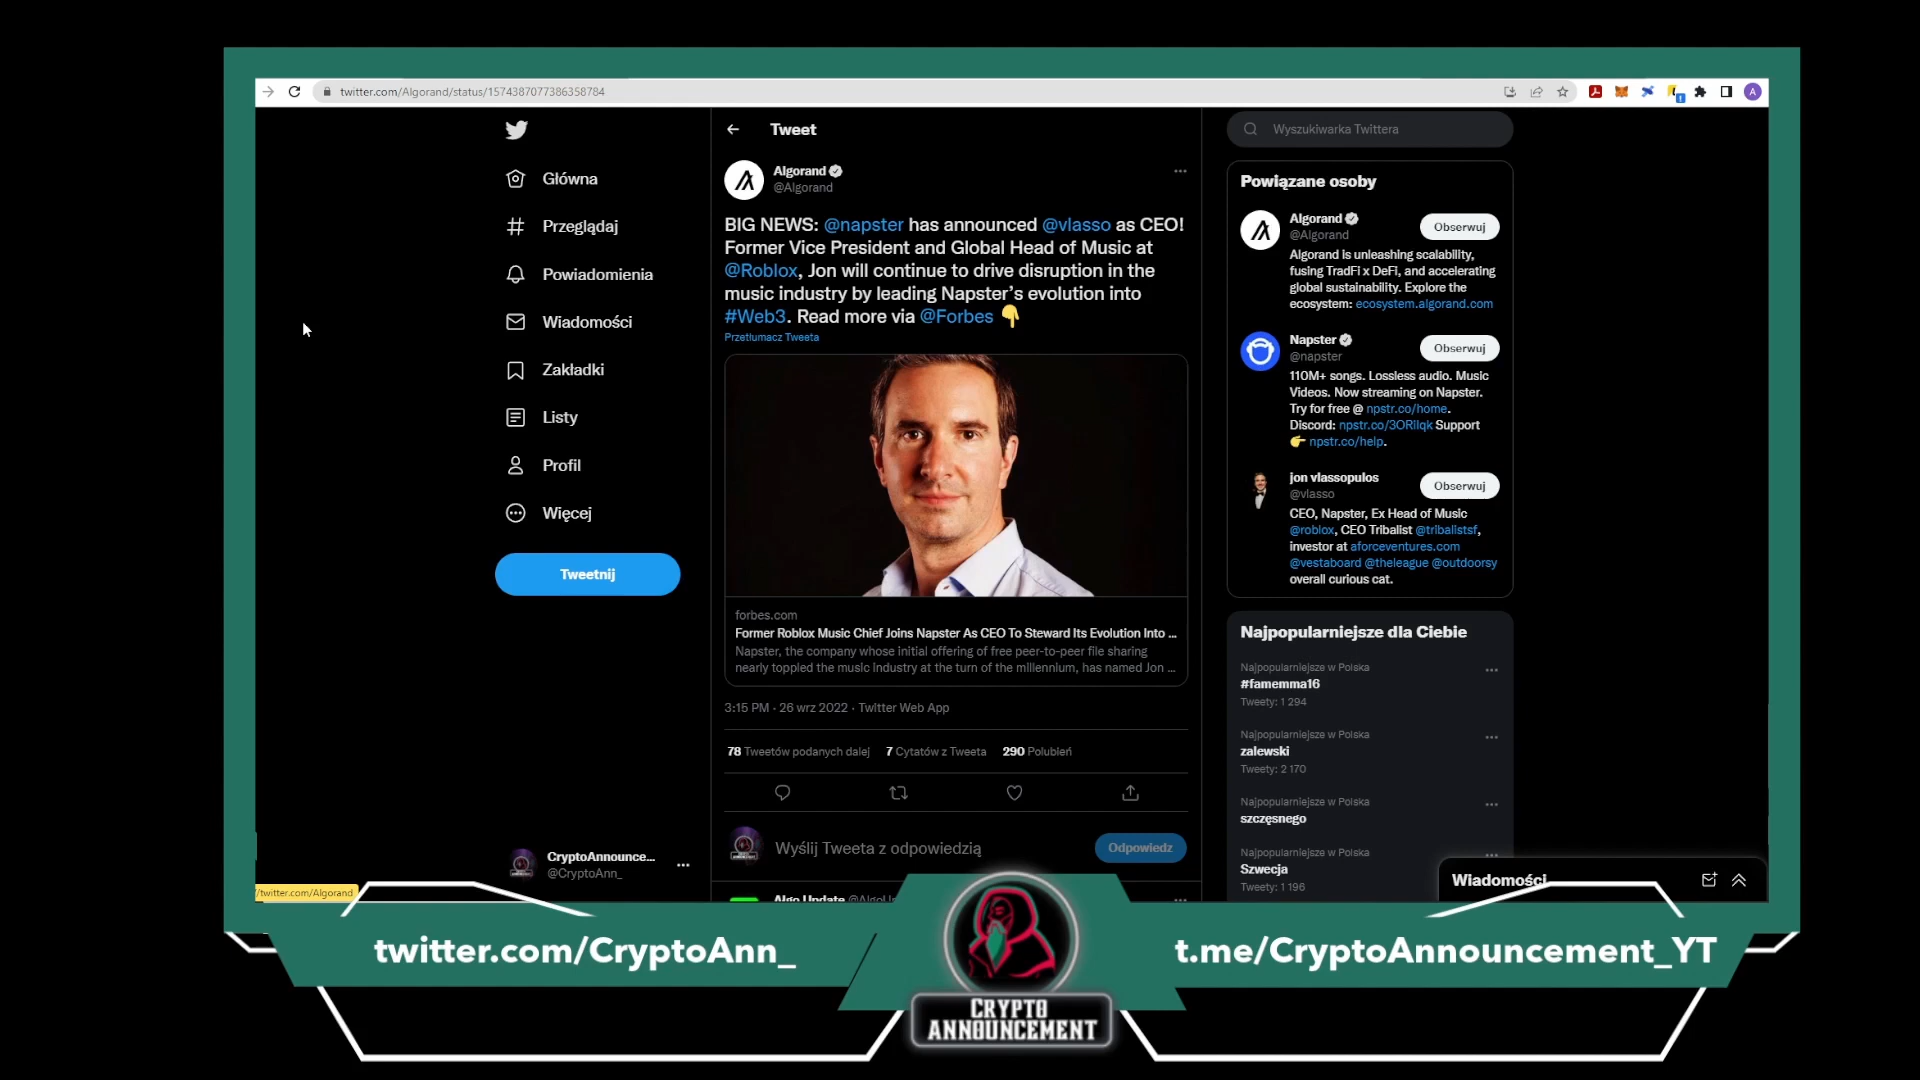 twitter.com/Algorand/status/1574387077386358784
A
Główna
Przeglądaj
Powiadomienia
Wiadomości
Zakładki
Listy
Profil
Więcej
Tweetnij
CryptoAnnounce...
@CryptoAnn_
/twitter.com/Algorand
Tweet
Algorand
@Algorand
BIG NEWS: @napster has announced @vlasso as CEO!
Former Vice President and Global Head of Music at
@Roblox, Jon will continue to drive disruption in the
music industry by leading Napster’s evolution into
#Web3. Read more via @Forbes 👇
Przetłumacz Tweeta
forbes.com
Former Roblox Music Chief Joins Napster As CEO To Steward Its Evolution Into ...
Napster, the company whose initial offering of free peer-to-peer file sharing
nearly toppled the music industry at the turn of the millennium, has named Jon ...
3:15 PM · 26 wrz 2022 · Twitter Web App
78 Tweetów podanych dalej 7 Cytatów z Tweeta 290 Polubień
Wyślij Tweeta z odpowiedzią
Odpowiedz
Algo Update
Wyszukiwarka Twittera
Powiązane osoby
Algorand
@Algorand
Obserwuj
Algorand is unleashing scalability,
fusing TradFi x DeFi, and accelerating
global sustainability. Explore the
ecosystem: ecosystem.algorand.com
Napster
@napster
Obserwuj
110M+ songs. Lossless audio. Music
Videos. Now streaming on Napster.
Try for free @ npstr.co/home.
Discord: npstr.co/3ORilqk Support
👉 npstr.co/help.
jon vlassopulos
@vlasso
Obserwuj
CEO, Napster, Ex Head of Music
@roblox, CEO Tribalist @tribalistsf,
investor at aforceventures.com
@vestaboard @theleague @outdoorsy
overall curious cat.
Najpopularniejsze dla Ciebie
Najpopularniejsze w Polska
#famemma16
Tweety: 1 294
Najpopularniejsze w Polska
zalewski
Tweety: 2 170
Najpopularniejsze w Polska
szczęsnego
Najpopularniejsze w Polska
Szwecja
Tweety: 1 196
Wiadomości
twitter.com/CryptoAnn_
t.me/CryptoAnnouncement_YT
CRYPTO
ANNOUNCEMENT